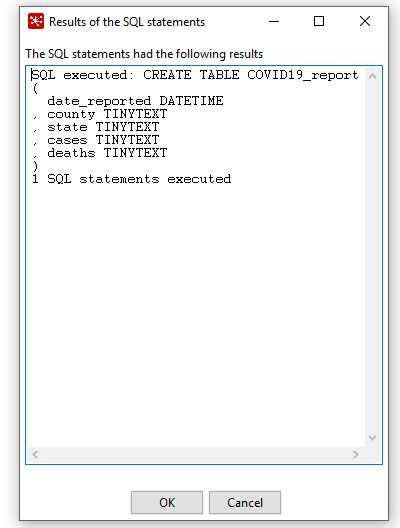 Results of the SQL statements
The SQL statements had the following results
SQL executed: CREATE TABLE COVID19_report
(
  date_reported DATETIME
, county TINYTEXT
, state TINYTEXT
, cases TINYTEXT
, deaths TINYTEXT
)
1 SQL statements executed
OK Cancel